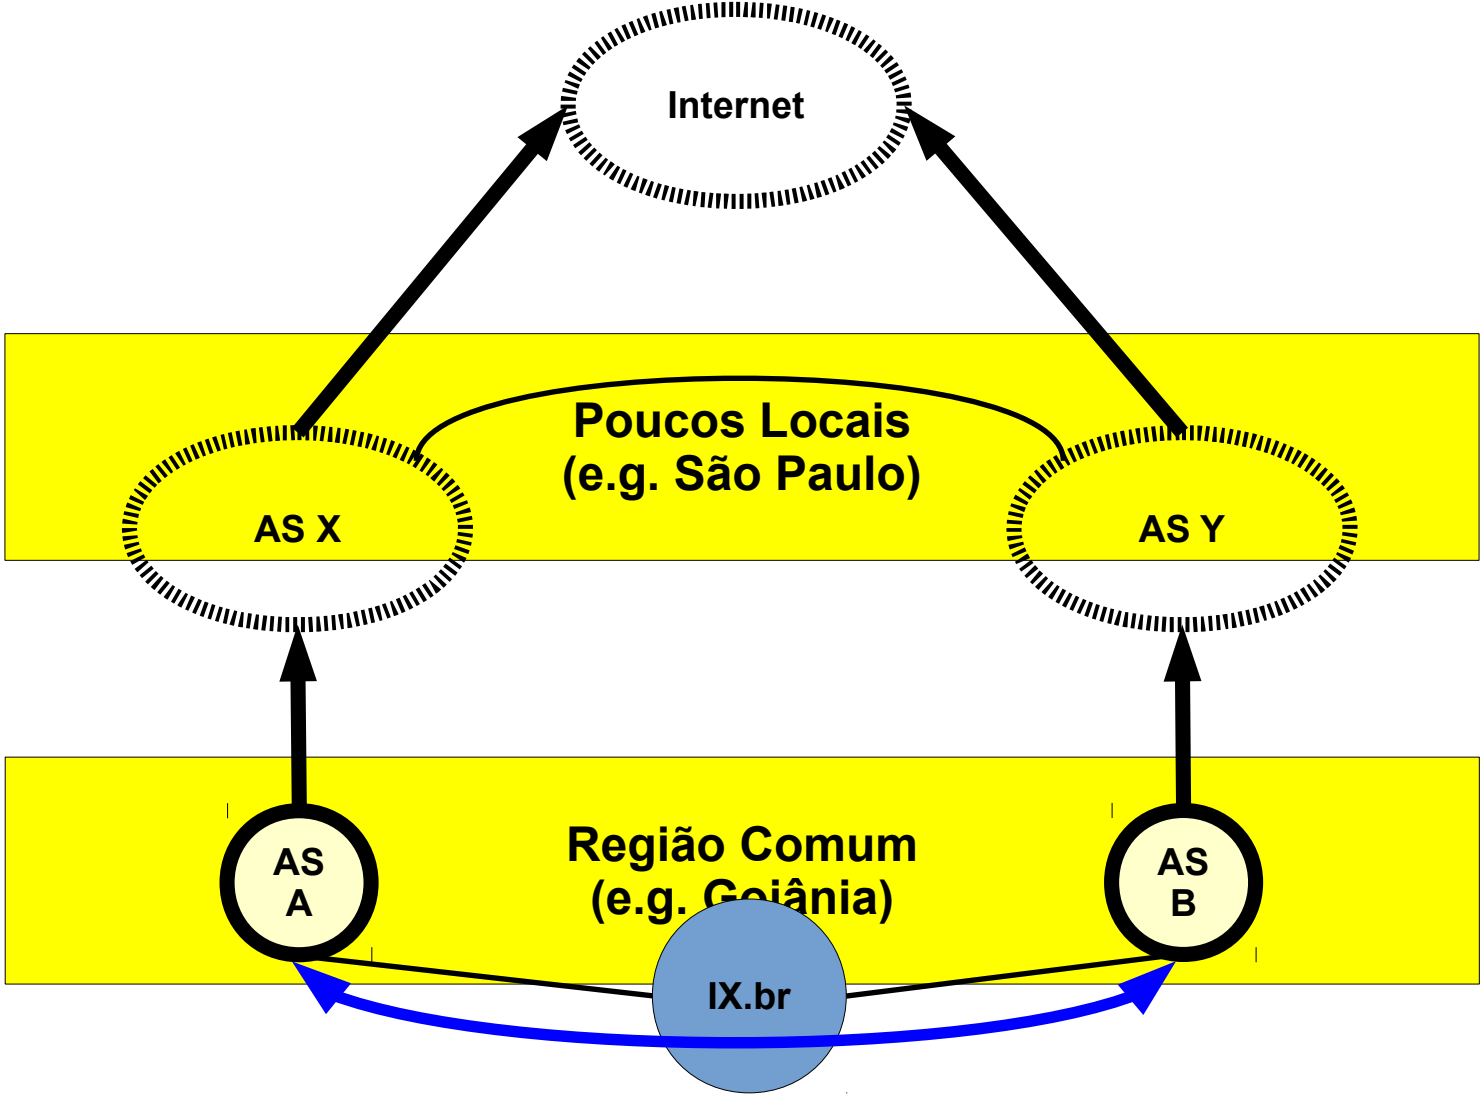 Internet
Poucos Locais
(e.g. São Paulo)
AS X
AS Y
Região Comum
(e.g. Goiânia)
AS
A
AS
B
IX.br